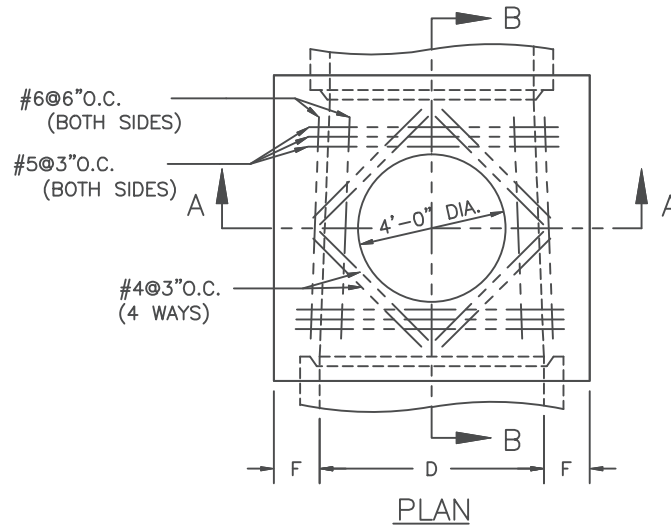 B
#6@6"O.C.
(BOTH SIDES)
#5@3"O.C.
(BOTH SIDES)
A
A
4'-0" DIA.
#4@3"O.C.
(4 WAYS)
B
F
D
F
PLAN